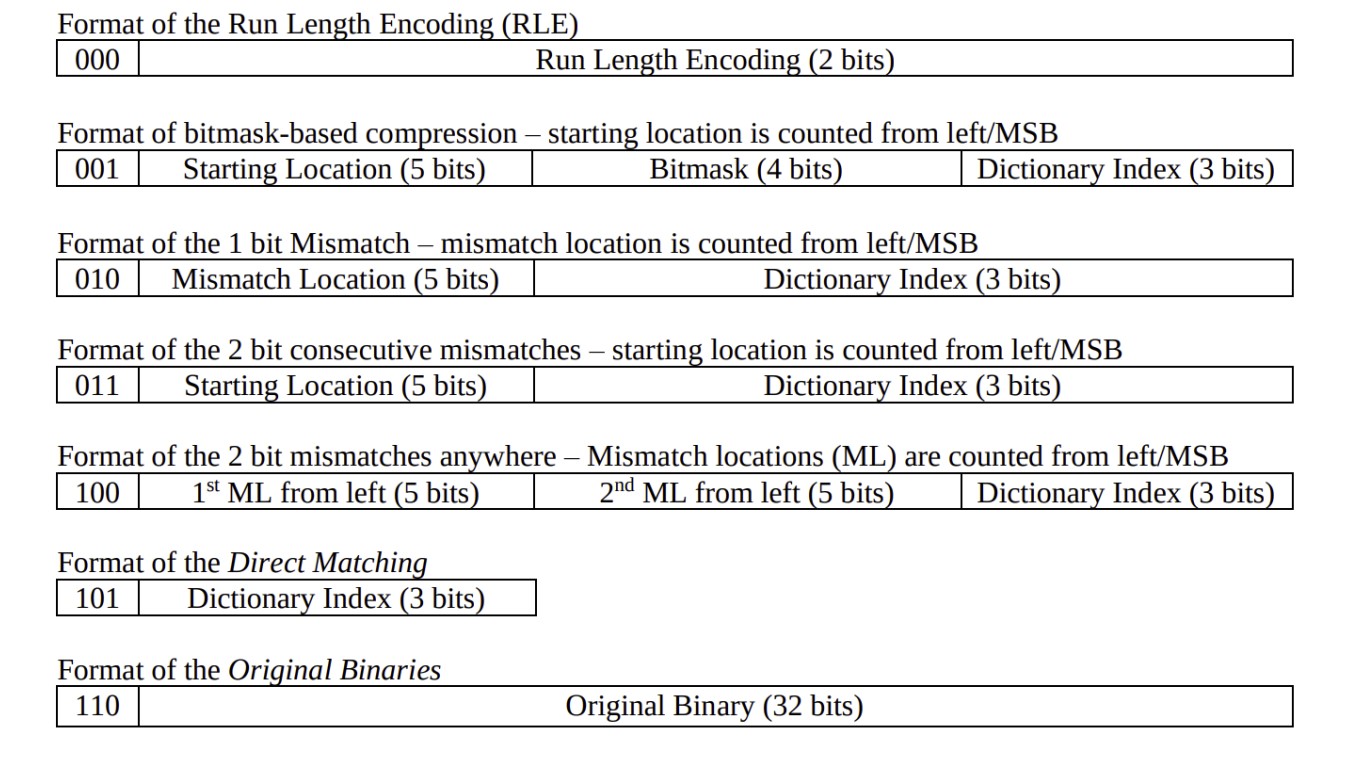 Format of the Run Length Encoding (RLE)
000 Run Length Encoding (2 bits)
Format of bitmask-based compression – starting location is counted from left/MSB
001 Starting Location (5 bits) Bitmask (4 bits) Dictionary Index (3 bits)
Format of the 1 bit Mismatch – mismatch location is counted from left/MSB
010 Mismatch Location (5 bits) Dictionary Index (3 bits)
Format of the 2 bit consecutive mismatches – starting location is counted from left/MSB
011 Starting Location (5 bits) Dictionary Index (3 bits)
Format of the 2 bit mismatches anywhere – Mismatch locations (ML) are counted from left/MSB
100 1st ML from left (5 bits) 2nd ML from left (5 bits) Dictionary Index (3 bits)
Format of the Direct Matching
101 Dictionary Index (3 bits)
Format of the Original Binaries
110 Original Binary (32 bits)